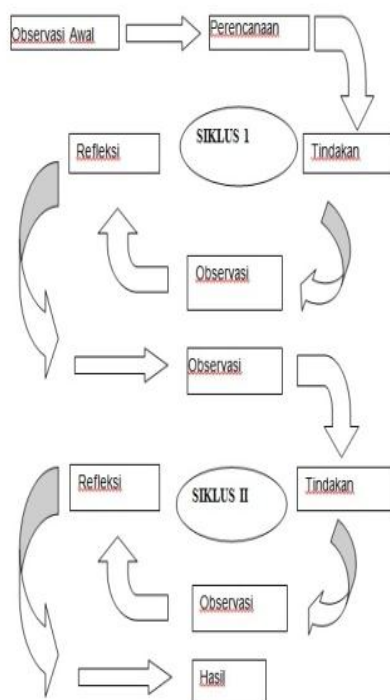 Observasi Awal
Perencanaan
SIKLUS 1
Refleksi
Tindakan
Observasi
Observasi
Refleksi
SIKLUS II
Tindakan
Observasi
Hasil